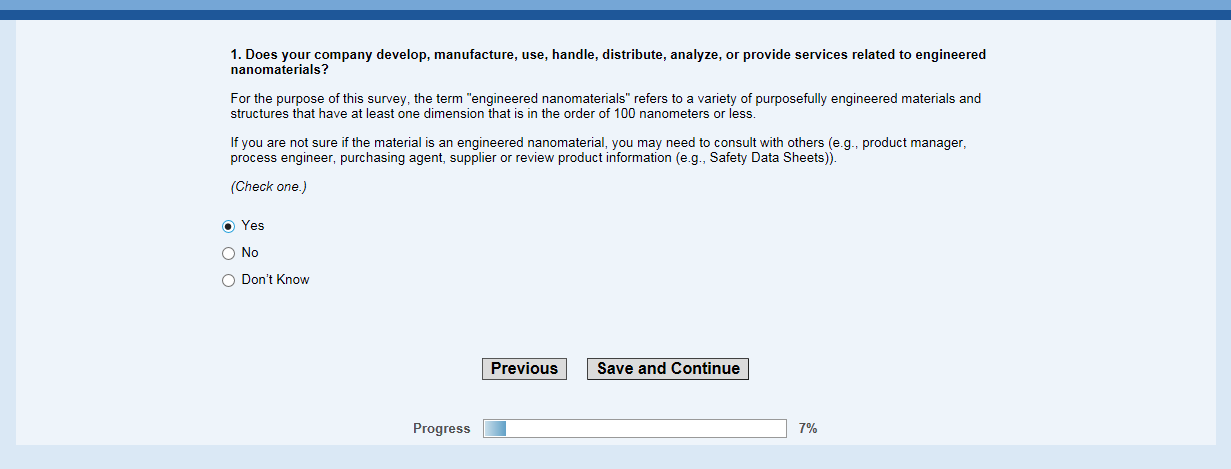 1. Does your company develop, manufacture, use, handle, distribute, analyze, or provide services related to engineered
nanomaterials?
For the purpose of this survey, the term "engineered nanomaterials" refers to a variety of purposefully engineered materials and
structures that have at least one dimension that is in the order of 100 nanometers or less.
If you are not sure if the material is an engineered nanomaterial, you may need to consult with others (e.g., product manager,
process engineer, purchasing agent, supplier or review product information (e.g., Safety Data Sheets)).
(Check one.)
Yes
No
Don't Know
Previous Save and Continue
Progress 7%